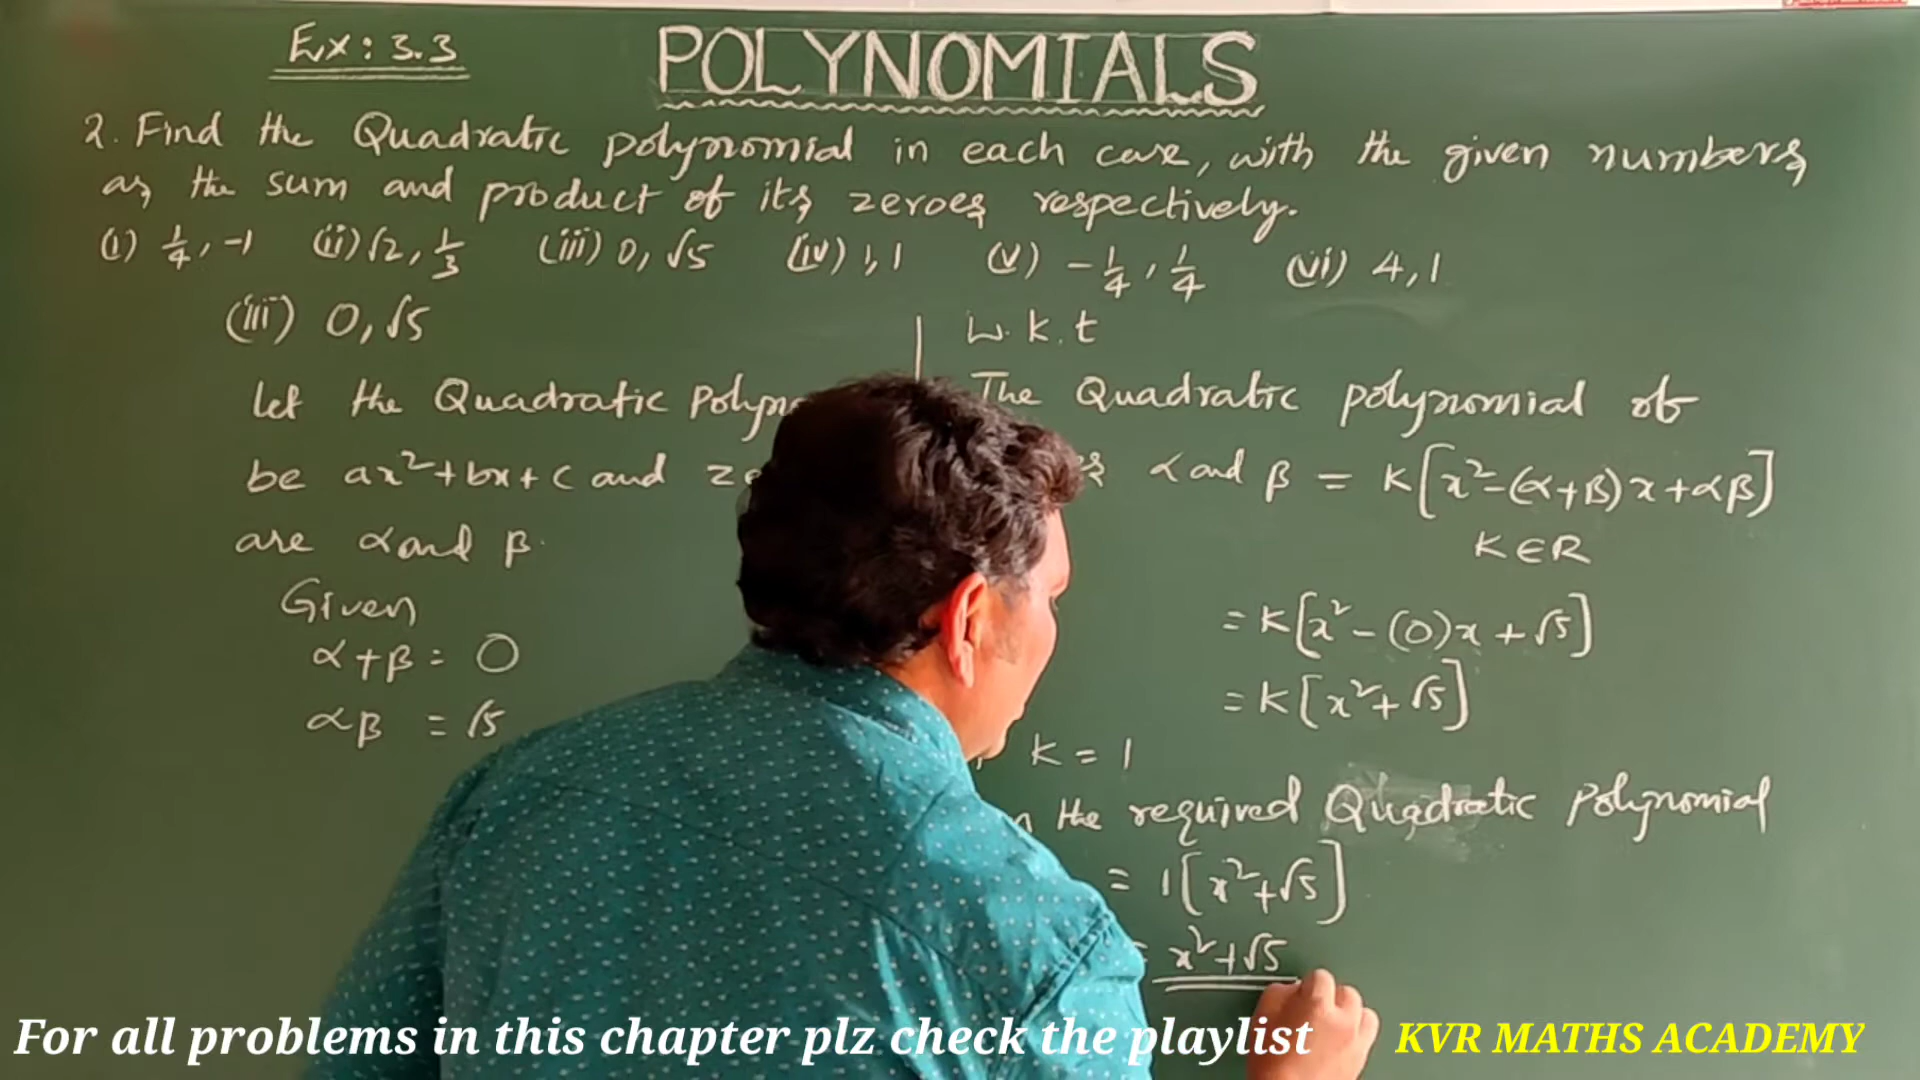 Ex: 3.3
POLYNOMIALS
2. Find the Quadratic polynomial in each case, with the given numbers
as the sum and product of its zeroes respectively.
(i) 1/4, -1 (ii) √2, 1/3 (iii) 0, √5 (iv) 1, 1 (v) -1/4, 1/4 (vi) 4, 1
(iii) 0, √5
Let the Quadratic
be ax²+bx+c and
are α and β.
Given
α+β = 0
αβ = √5
W.K.t
The Quadratic polynomial of
α and β = K[x²-(α+β)x+αβ]
K∈R
= K[x²-(0)x+√5]
= K[x²+√5]
K = 1
the required Quadratic polynomial
= 1[x²+√5]
= x²+√5
For all problems in this chapter plz check the playlist
KVR MATHS ACADEMY